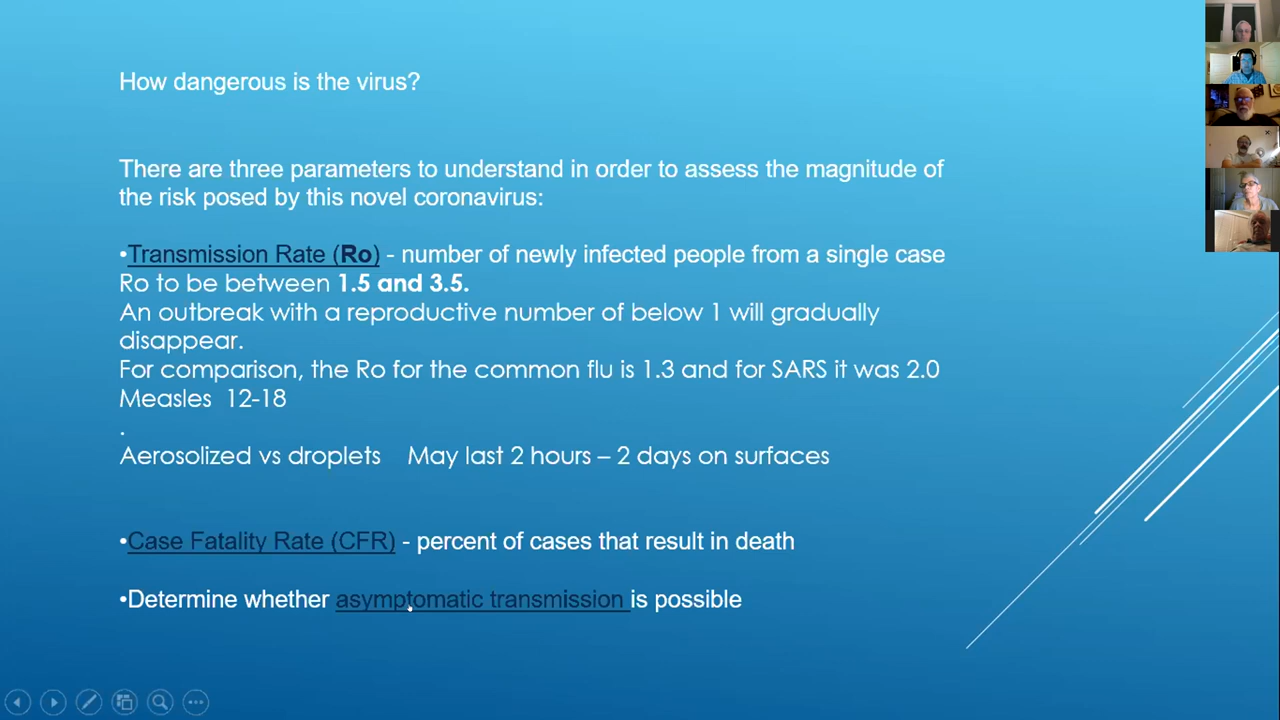 How dangerous is the virus?
There are three parameters to understand in order to assess the magnitude of
the risk posed by this novel coronavirus:
•Transmission Rate (Ro) - number of newly infected people from a single case
Ro to be between 1.5 and 3.5.
An outbreak with a reproductive number of below 1 will gradually
disappear.
For comparison, the Ro for the common flu is 1.3 and for SARS it was 2.0
Measles 12-18
.
Aerosolized vs droplets May last 2 hours – 2 days on surfaces
•Case Fatality Rate (CFR) - percent of cases that result in death
•Determine whether asymptomatic transmission is possible